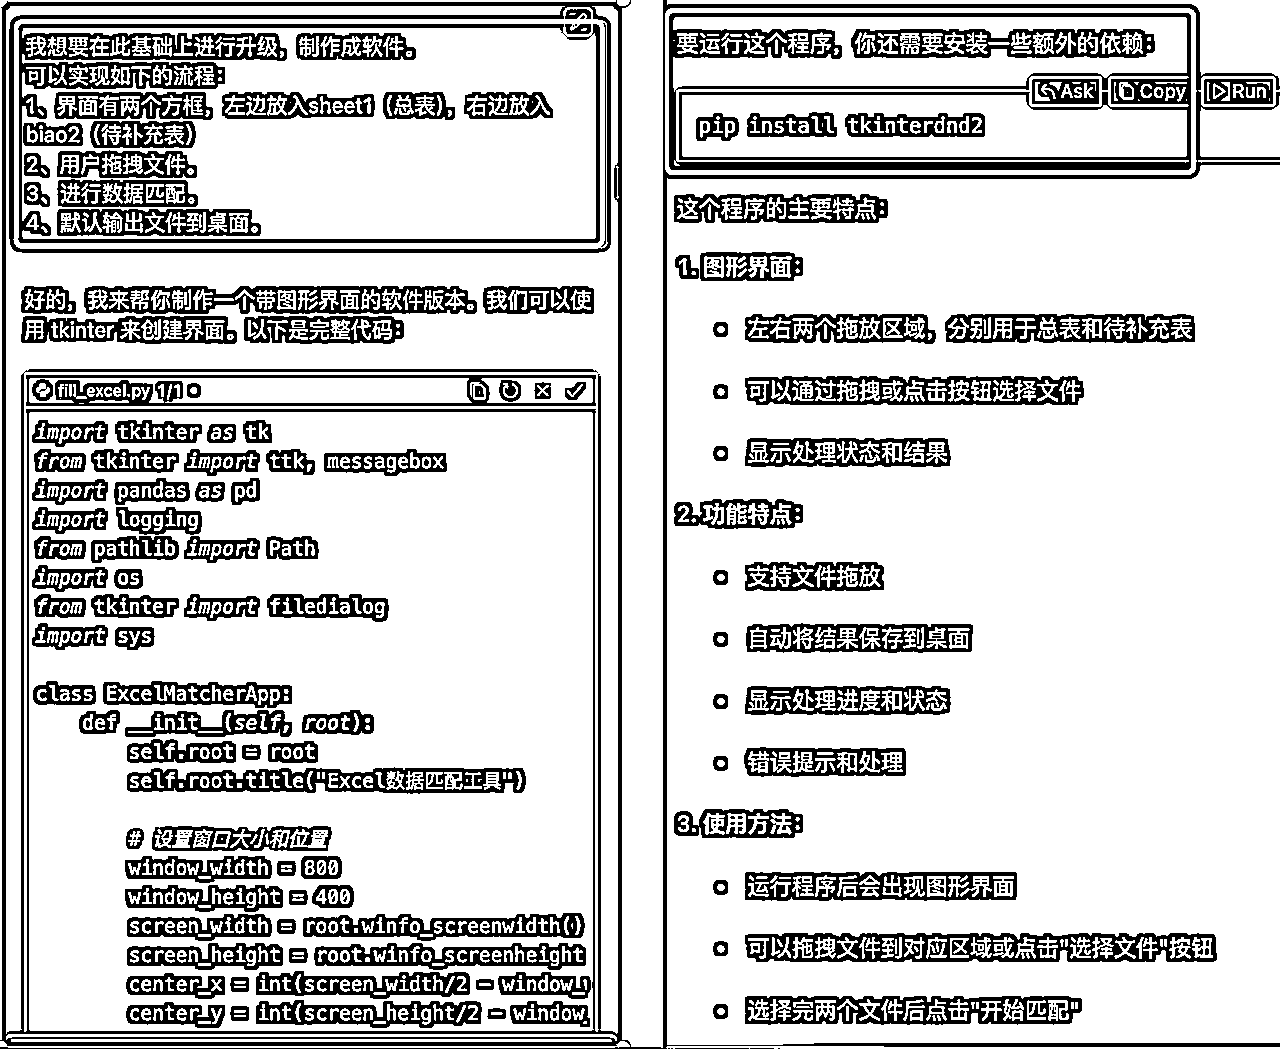 我想要在此基础上进行升级，制作成软件。
可以实现如下的流程：
1、界面有两个方框，左边放入sheet1（总表），右边放入
biao2（待补充表）
2、用户拖拽文件。
3、进行数据匹配。
4、默认输出文件到桌面。
好的，我来帮你制作一个带图形界面的软件版本。我们可以使
用 tkinter 来创建界面。以下是完整代码：
fill_excel.py 1/1
import tkinter as tk
from tkinter import ttk, messagebox
import pandas as pd
import logging
from pathlib import Path
import os
from tkinter import filedialog
import sys
class ExcelMatcherApp:
def __init__(self, root):
self.root = root
self.root.title("Excel数据匹配工具")
# 设置窗口大小和位置
window_width = 800
window_height = 400
screen_width = root.winfo_screenwidth()
screen_height = root.winfo_screenheight
center_x = int(screen_width/2 - window_
center_y = int(screen_height/2 - window_
要运行这个程序，你还需要安装一些额外的依赖：
Ask Copy Run
pip install tkinterdnd2
这个程序的主要特点：
1. 图形界面：
左右两个拖放区域，分别用于总表和待补充表
可以通过拖拽或点击按钮选择文件
显示处理状态和结果
2. 功能特点：
支持文件拖放
自动将结果保存到桌面
显示处理进度和状态
错误提示和处理
3. 使用方法：
运行程序后会出现图形界面
可以拖拽文件到对应区域或点击"选择文件"按钮
选择完两个文件后点击"开始匹配"